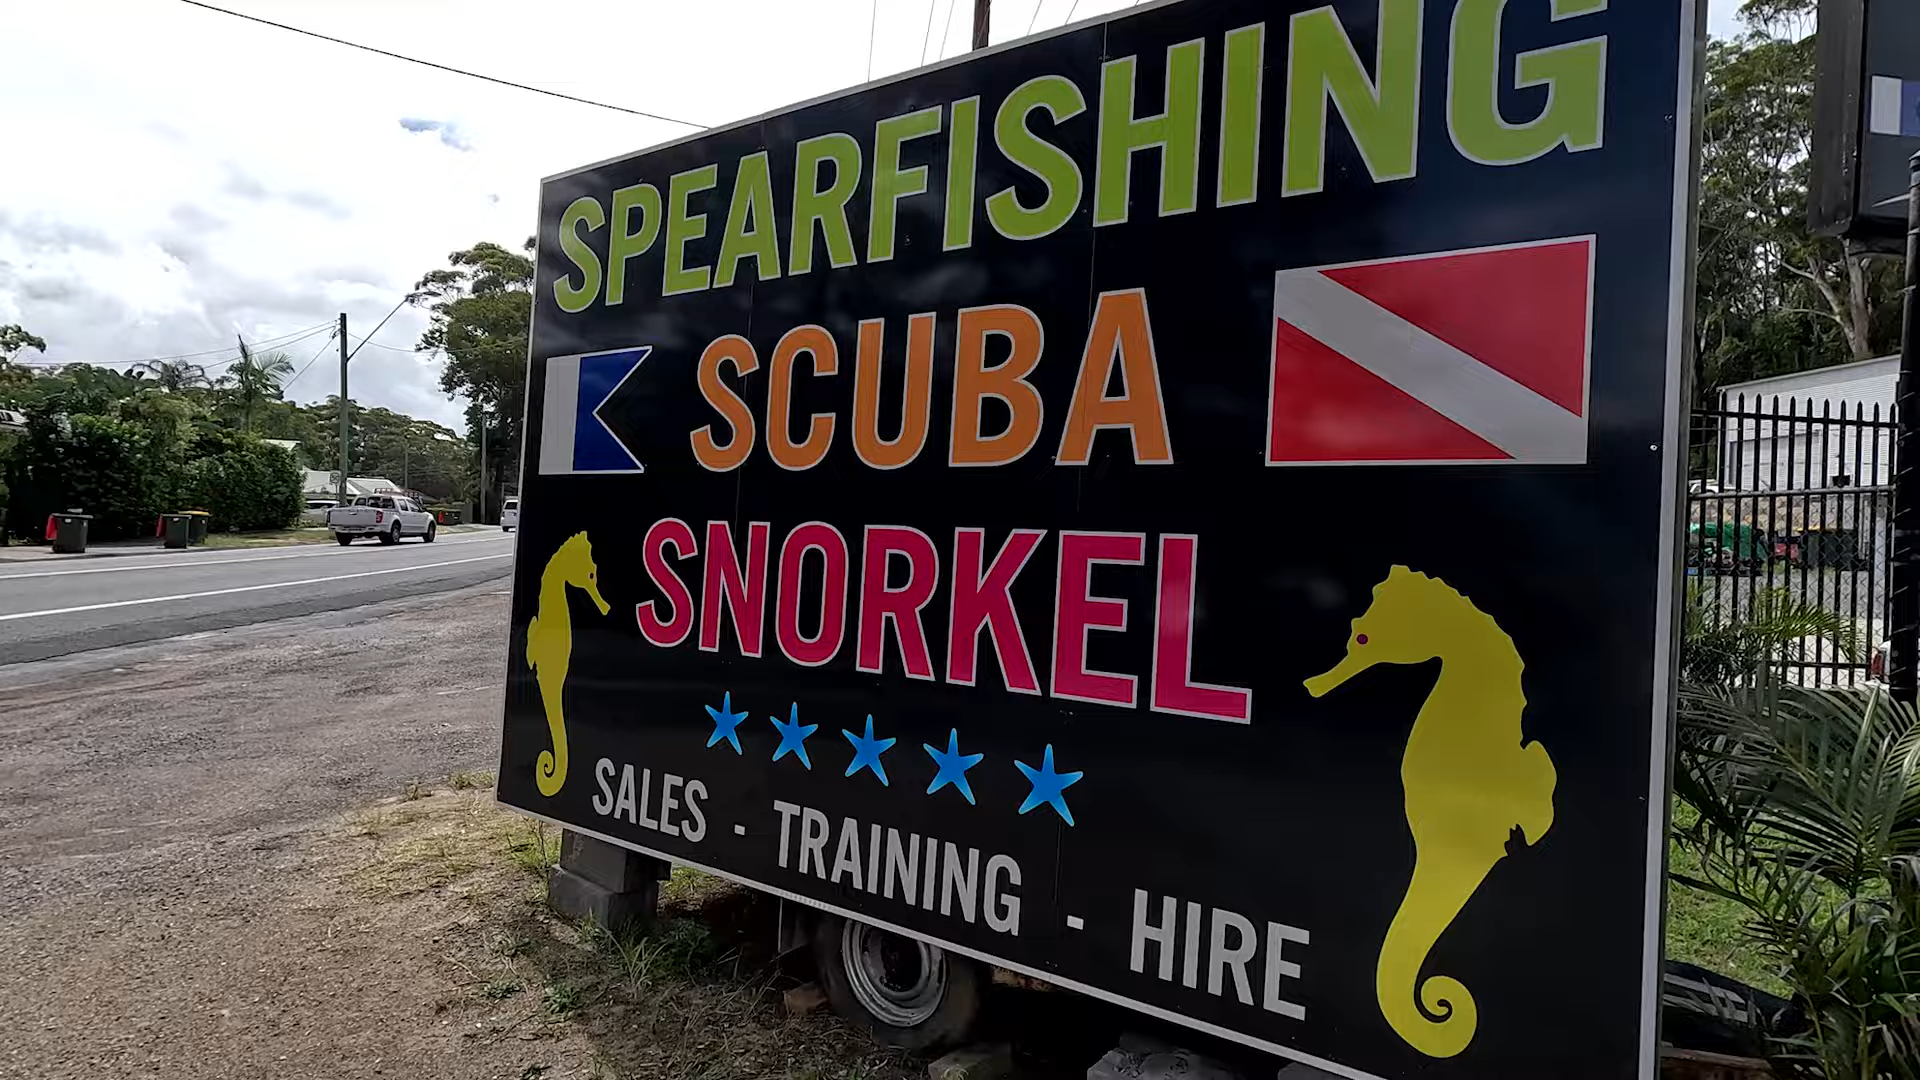 SPEARFISHING
SCUBA
SNORKEL
SALES - TRAINING - HIRE